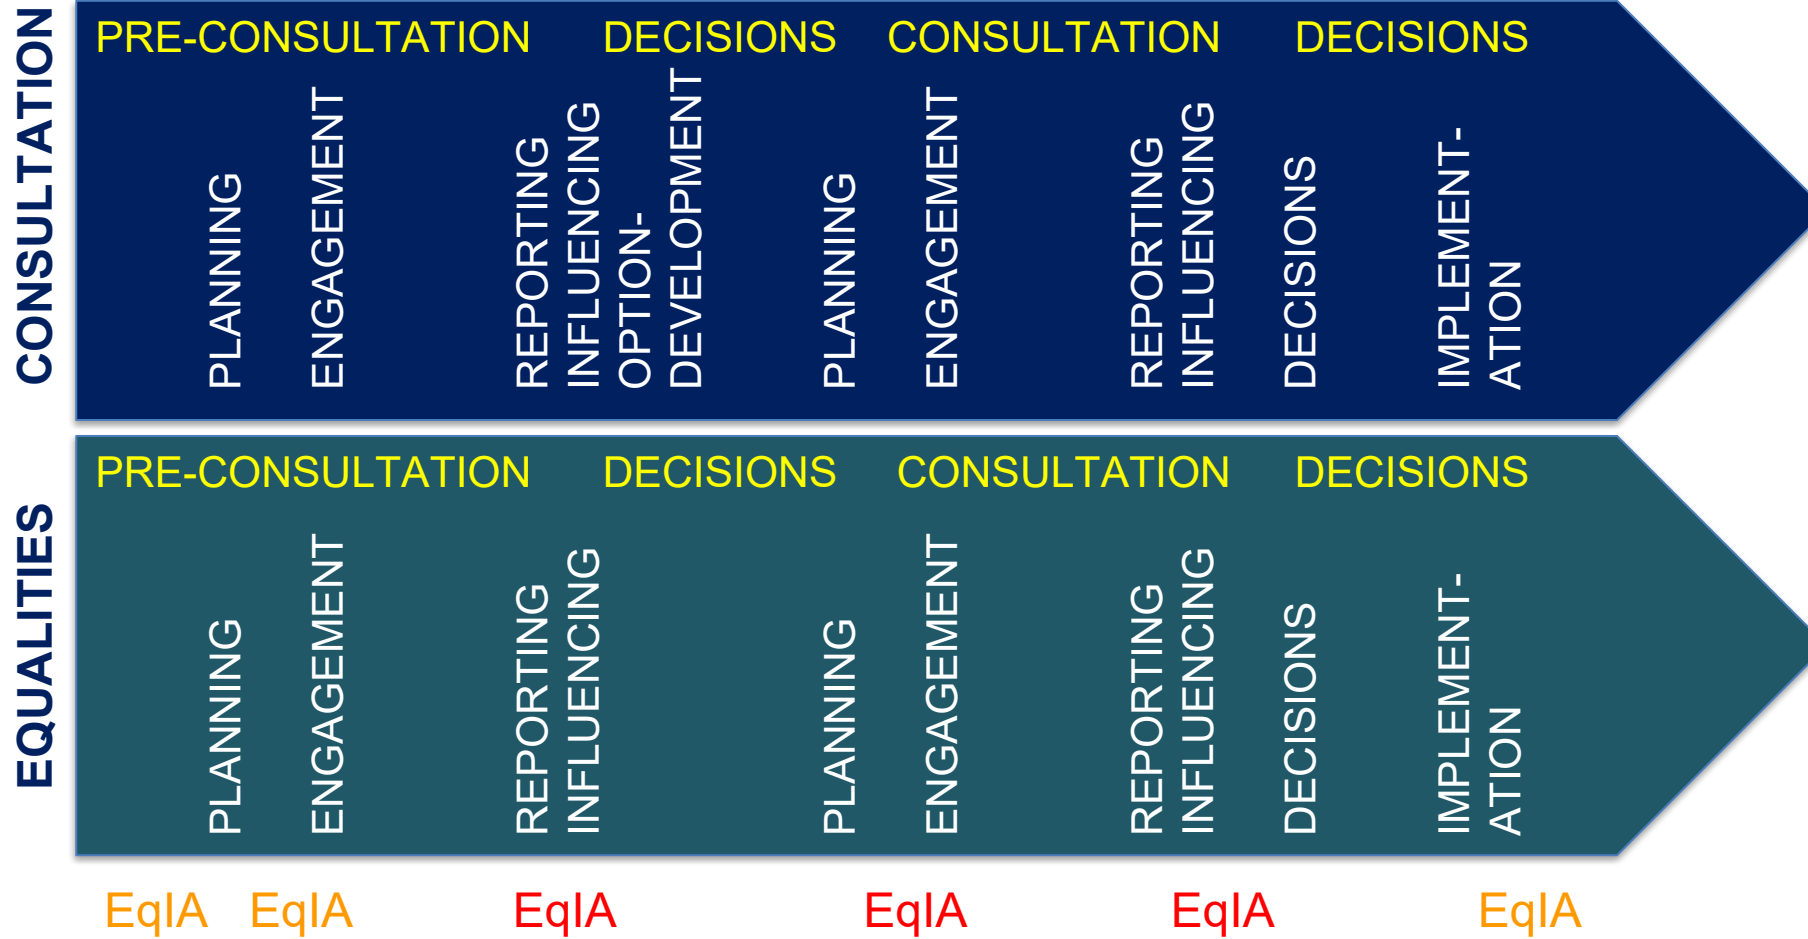 CONSULTATION
PRE-CONSULTATION DECISIONS CONSULTATION DECISIONS
PLANNING
ENGAGEMENT
REPORTING
INFLUENCING
OPTION-
DEVELOPMENT
PLANNING
ENGAGEMENT
REPORTING
INFLUENCING
DECISIONS
IMPLEMENT-
ATION
EQUALITIES
PRE-CONSULTATION DECISIONS CONSULTATION DECISIONS
PLANNING
ENGAGEMENT
REPORTING
INFLUENCING
PLANNING
ENGAGEMENT
REPORTING
INFLUENCING
DECISIONS
IMPLEMENT-
ATION
EqIA EqIA EqIA EqIA EqIA EqIA